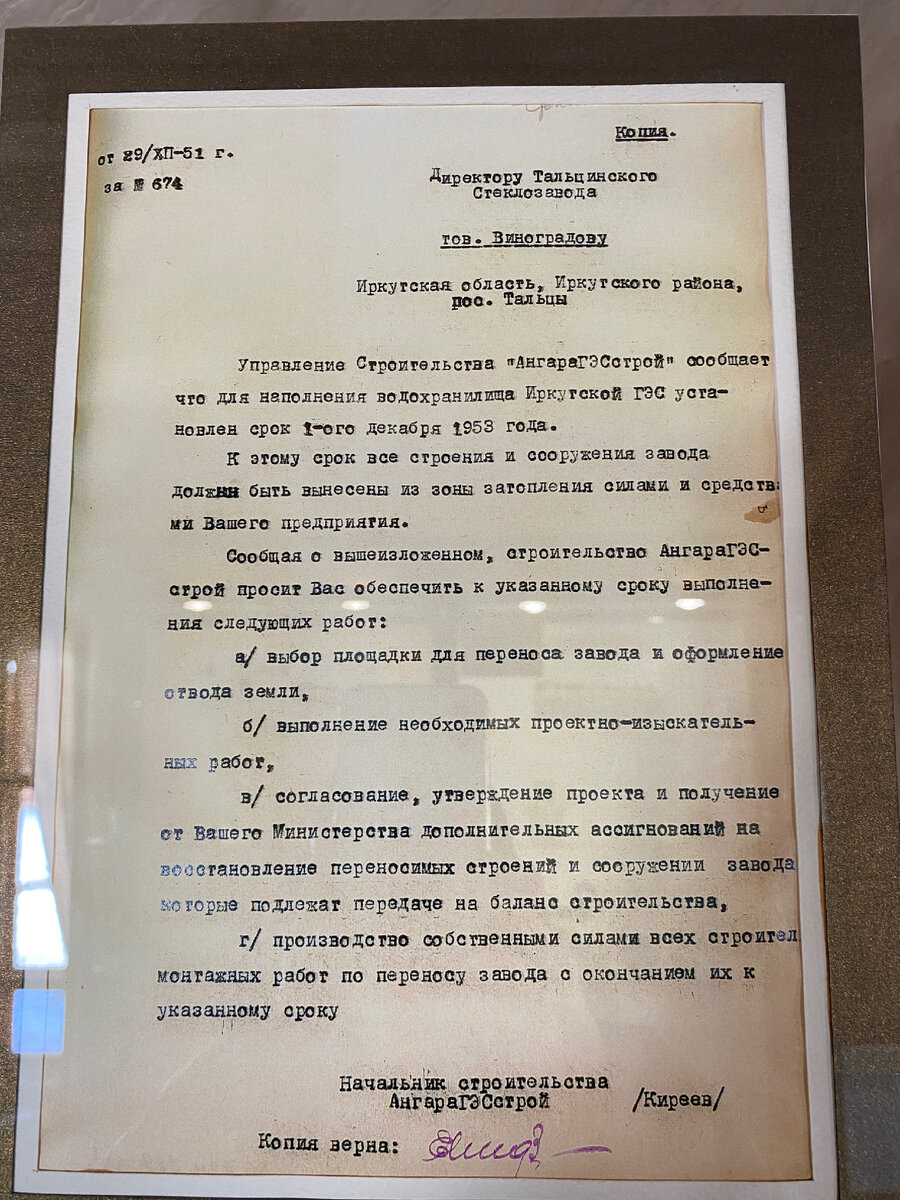 Копия.
от 29/ХП-51 г.
за № 674
Директору Тальцинского
Стеклозавода
тов. Виноградову
Иркутская область, Иркутского района,
пос. Тальцы
Управление Строительства "АнгараГЭСстрой" сообщает
что для наполнения водохранилища Иркутской ГЭС уста-
новлен срок 1-ого декабря 1953 года.
К этому срок все строения и сооружения завода
должны быть вынесены из зоны затопления силами и средств
ми Вашего предприятия.
Сообщая о вышеизложенном, строительство АнгараГЭС-
строй просит Вас обеспечить к указанному сроку выполне-
ния следующих работ:
а/ выбор площадки для переноса завода и оформление
отвода земли,
б/ выполнение необходимых проектно-изыскатель-
ных работ,
в/ согласование, утверждение проекта и получение
от Вашего Министерства дополнительных ассигнований на
восстановление переносимых строений и сооружении завода
которые подлежат передаче на баланс строительства,
г/ производство собственными силами всех строител
монтажных работ по переносу завода с окончанием их к
указанному сроку
Начальник строительства
АнгараГЭСстрой /Киреев/
Копия верна: